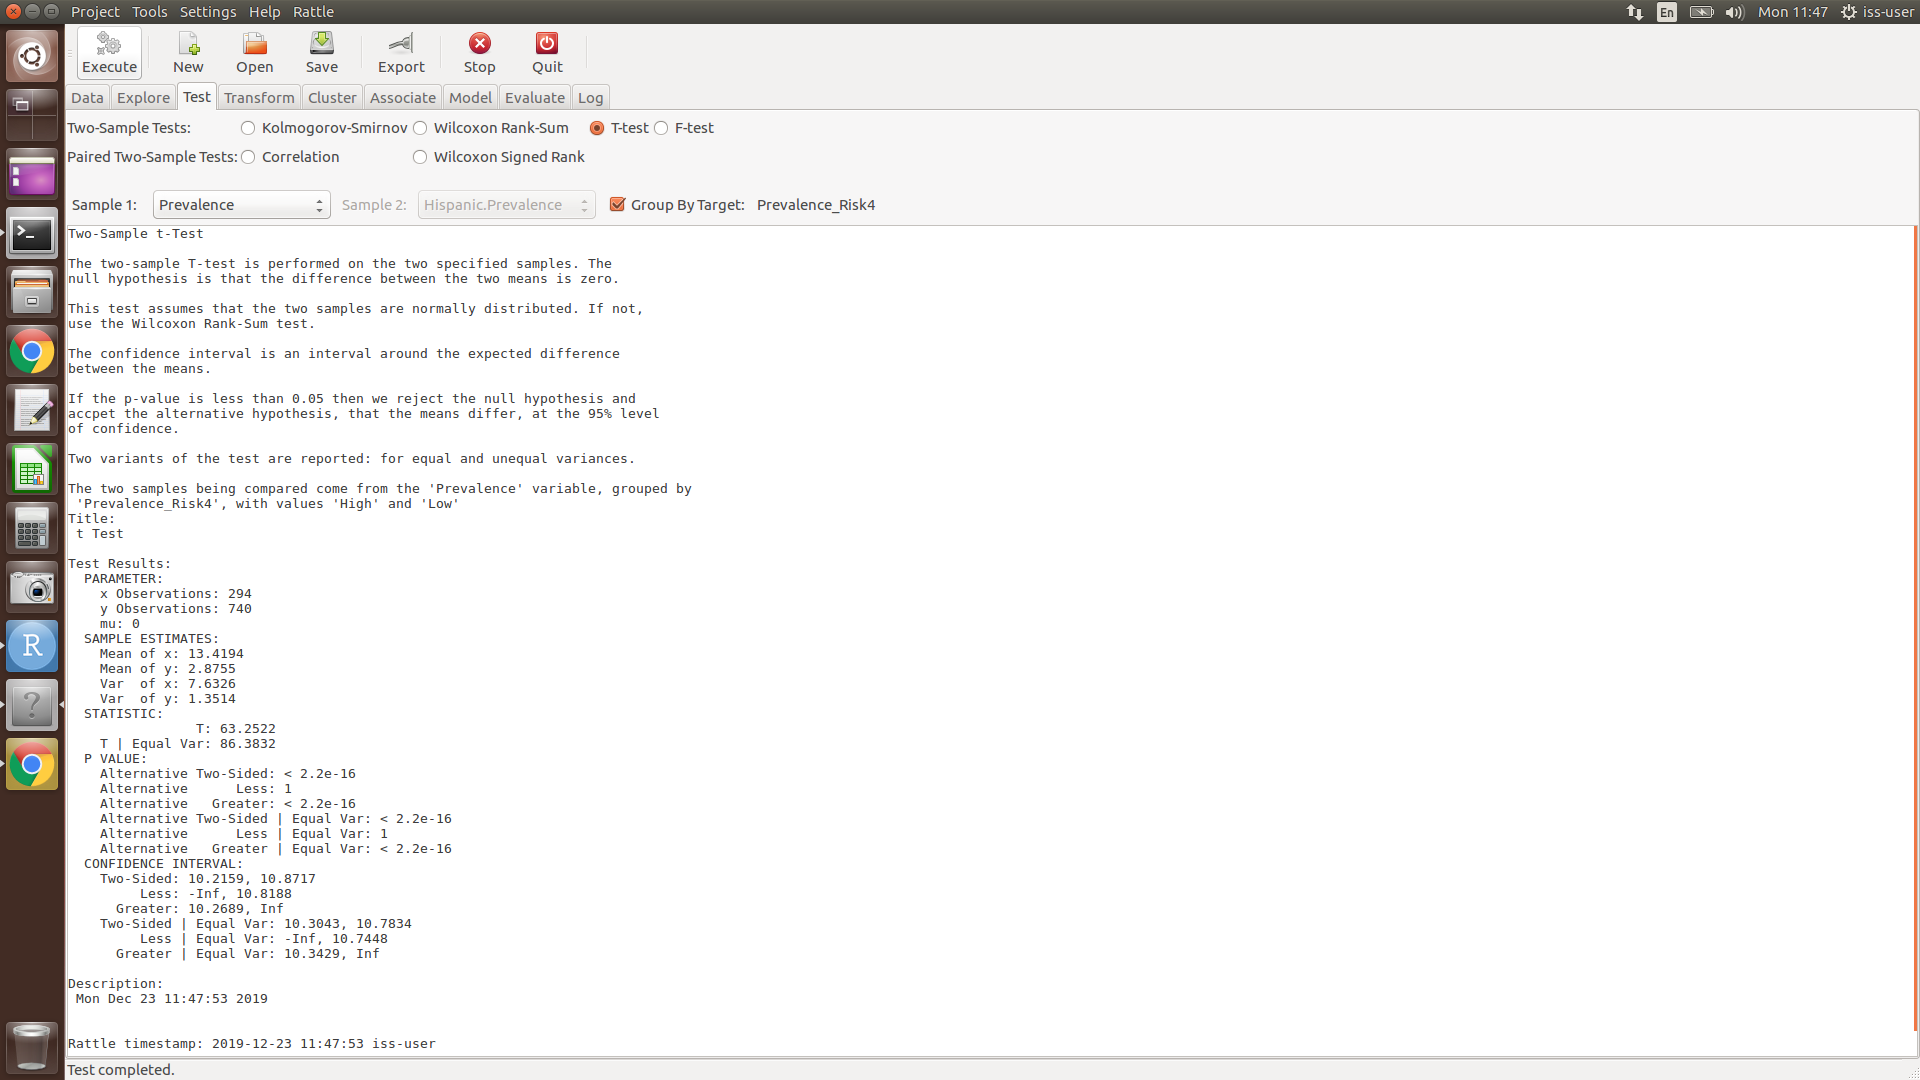 Project Tools Settings Help Rattle
En Mon 11:47 iss-user
Execute New Open Save Export Stop Quit
Data Explore Test Transform Cluster Associate Model Evaluate Log
Two-Sample Tests: Kolmogorov-Smirnov Wilcoxon Rank-Sum T-test F-test
Paired Two-Sample Tests: Correlation Wilcoxon Signed Rank
Sample 1: Prevalence Sample 2: Hispanic.Prevalence Group By Target: Prevalence_Risk4
Two-Sample t-Test
The two-sample T-test is performed on the two specified samples. The
null hypothesis is that the difference between the two means is zero.
This test assumes that the two samples are normally distributed. If not,
use the Wilcoxon Rank-Sum test.
The confidence interval is an interval around the expected difference
between the means.
If the p-value is less than 0.05 then we reject the null hypothesis and
accpet the alternative hypothesis, that the means differ, at the 95% level
of confidence.
Two variants of the test are reported: for equal and unequal variances.
The two samples being compared come from the 'Prevalence' variable, grouped by
'Prevalence_Risk4', with values 'High' and 'Low'
Title:
t Test
Test Results:
PARAMETER:
x Observations: 294
y Observations: 740
mu: 0
SAMPLE ESTIMATES:
Mean of x: 13.4194
Mean of y: 2.8755
Var of x: 7.6326
Var of y: 1.3514
STATISTIC:
T: 63.2522
T | Equal Var: 86.3832
P VALUE:
Alternative Two-Sided: < 2.2e-16
Alternative Less: 1
Alternative Greater: < 2.2e-16
Alternative Two-Sided | Equal Var: < 2.2e-16
Alternative Less | Equal Var: 1
Alternative Greater | Equal Var: < 2.2e-16
CONFIDENCE INTERVAL:
Two-Sided: 10.2159, 10.8717
Less: -Inf, 10.8188
Greater: 10.2689, Inf
Two-Sided | Equal Var: 10.3043, 10.7834
Less | Equal Var: -Inf, 10.7448
Greater | Equal Var: 10.3429, Inf
Description:
Mon Dec 23 11:47:53 2019
Rattle timestamp: 2019-12-23 11:47:53 iss-user
Test completed.
R
?